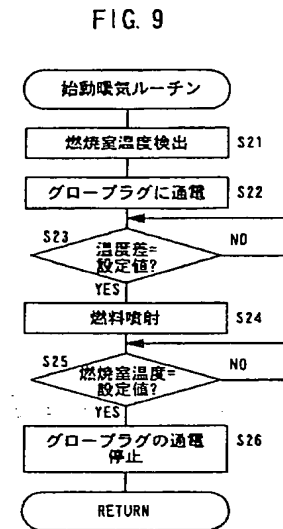 FIG. 9
始動暖気ルーチン
燃焼室温度検出 S21
グロープラグに通電 S22
S23
温度差=
設定値?
NO
YES
燃料噴射 S24
S25
燃焼室温度=
設定値?
NO
YES
グロープラグの通電
停止
S26
RETURN